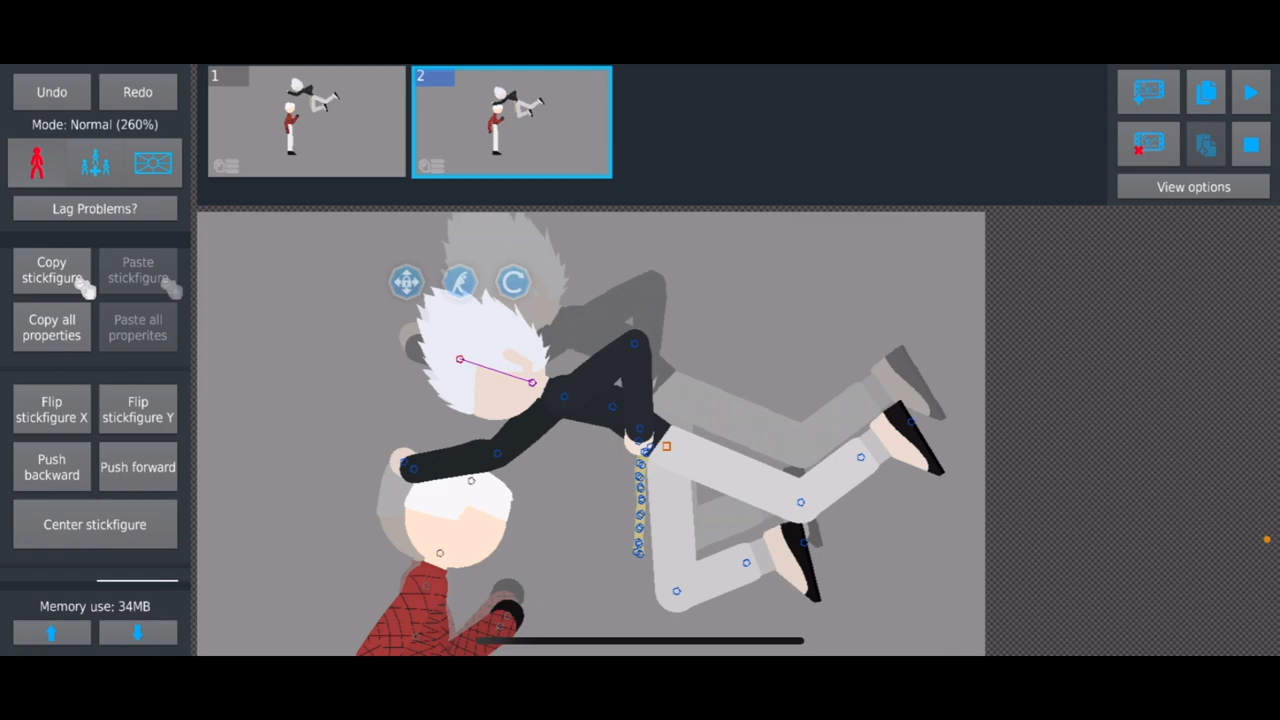 Undo
Redo
1
2
Mode: Normal (260%)
Lag Problems?
View options
Copy
stickfigure
Paste
stickfigure
Copy all
properties
Paste all
properites
Flip
stickfigure X
Flip
stickfigure Y
Push
backward
Push forward
Center stickfigure
Memory use: 34MB